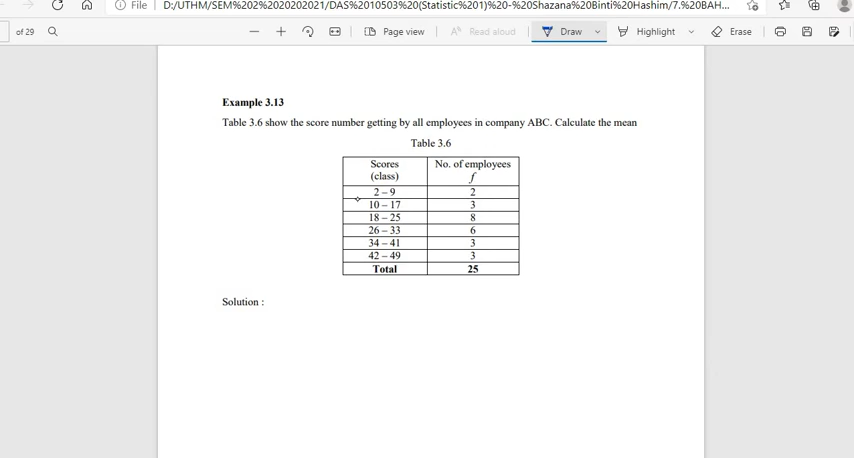 File D:/UTHM/SEM%202%2020202021/DAS%2010503%20(Statistic%201)%20-%20Shazana%20Binti%20Hashim/7.%20BAH...
of 29 Page view Read aloud Draw Highlight Erase
Example 3.13
Table 3.6 show the score number getting by all employees in company ABC. Calculate the mean
Table 3.6
Scores No. of employees
(class) f
2 – 9 2
10 – 17 3
18 – 25 8
26 – 33 6
34 – 41 3
42 – 49 3
Total 25
Solution :